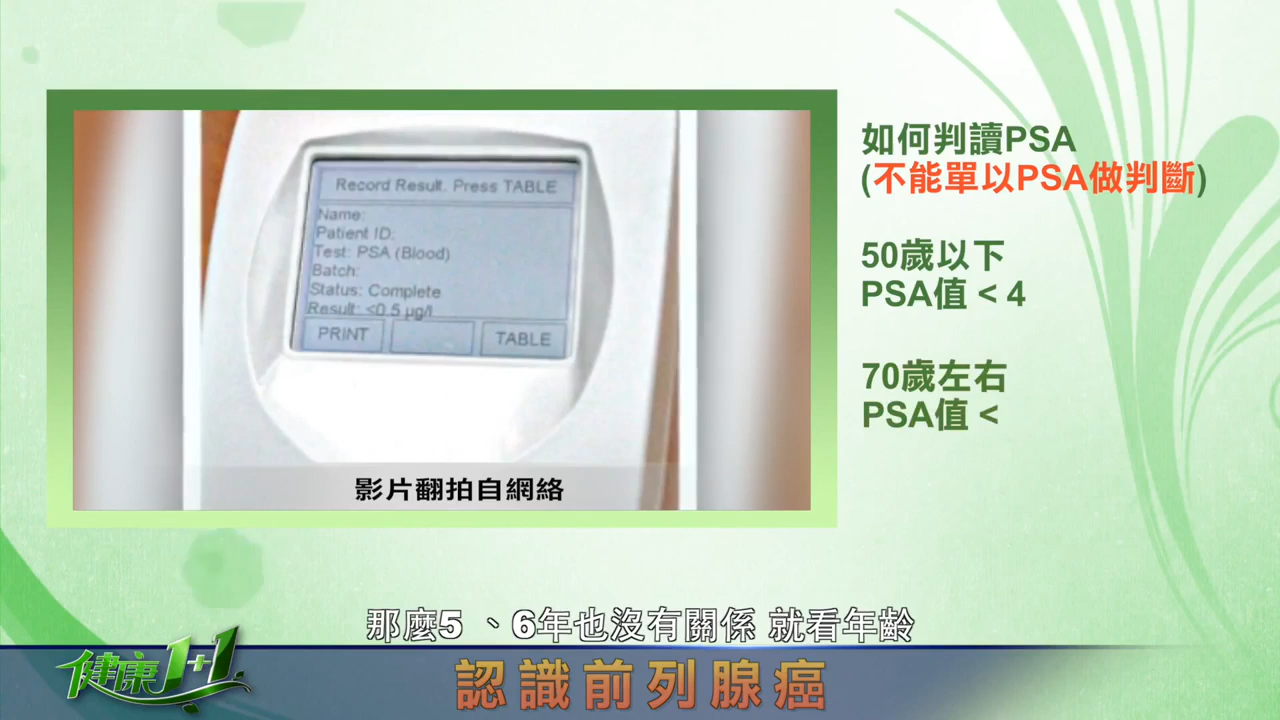 Record Result. Press TABLE
Name:
Patient ID:
Test: PSA (Blood)
Batch:
Status: Complete
Result: <0.5 µg/l
PRINT
TABLE
影片翻拍自網絡
如何判讀PSA
(不能單以PSA做判斷)
50歲以下
PSA值 < 4
70歲左右
PSA值 <
那麼5 、6年也沒有關係 就看年齡
健康1+1
認識前列腺癌